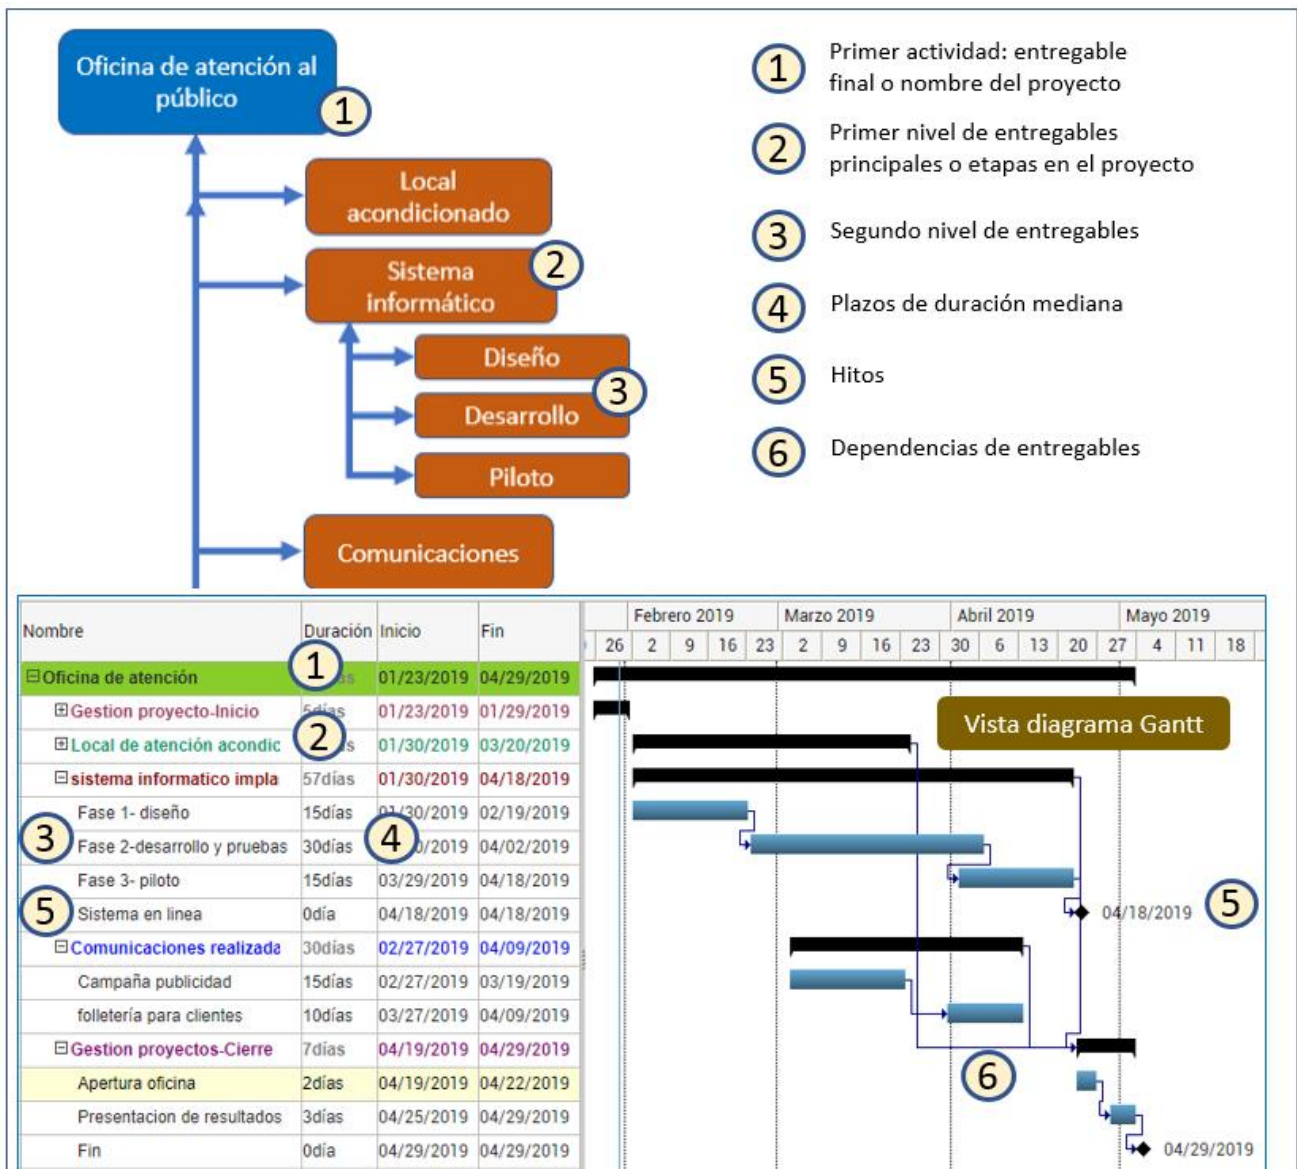 Oficina de atención al
público
1
Local
acondicionado
Sistema
informático
2
Diseño
Desarrollo
3
Piloto
Comunicaciones
1 Primer actividad: entregable
final o nombre del proyecto
2 Primer nivel de entregables
principales o etapas en el proyecto
3 Segundo nivel de entregables
4 Plazos de duración mediana
5 Hitos
6 Dependencias de entregables
Nombre Duración Inicio Fin
Febrero 2019 Marzo 2019 Abril 2019 Mayo 2019
26 2 9 16 23 2 9 16 23 30 6 13 20 27 4 11 18
Oficina de atención 1 01/23/2019 04/29/2019
Gestion proyecto-Inicio 5días 01/23/2019 01/29/2019
Vista diagrama Gantt
Local de atención acondic 2 01/30/2019 03/20/2019
sistema informatico impla 57días 01/30/2019 04/18/2019
Fase 1- diseño 15días 01/30/2019 02/19/2019
3 Fase 2-desarrollo y pruebas 30días 4 04/02/2019
Fase 3- piloto 15días 03/29/2019 04/18/2019
5 Sistema en linea 0día 04/18/2019 04/18/2019 04/18/2019 5
Comunicaciones realizada 30días 02/27/2019 04/09/2019
Campaña publicidad 15días 02/27/2019 03/19/2019
folletería para clientes 10días 03/27/2019 04/09/2019
Gestion proyectos-Cierre 7días 04/19/2019 04/29/2019
6
Apertura oficina 2días 04/19/2019 04/22/2019
Presentacion de resultados 3días 04/25/2019 04/29/2019
Fin 0día 04/29/2019 04/29/2019 04/29/2019